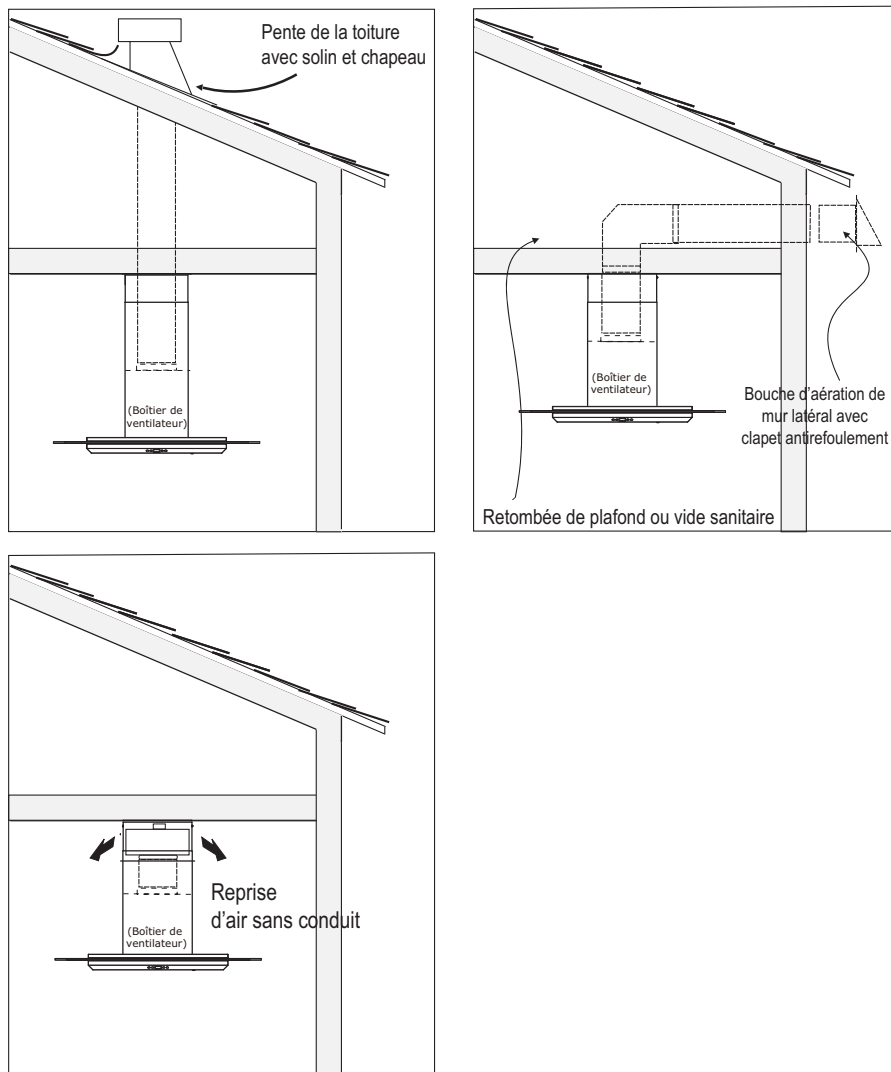 Pente de la toiture
avec solin et chapeau
(Boîtier de
ventilateur)
(Boîtier de
ventilateur)
Bouche d'aération de
mur latéral avec
clapet antirefoulement
Retombée de plafond ou vide sanitaire
Reprise
d'air sans conduit
(Boîtier de
ventilateur)